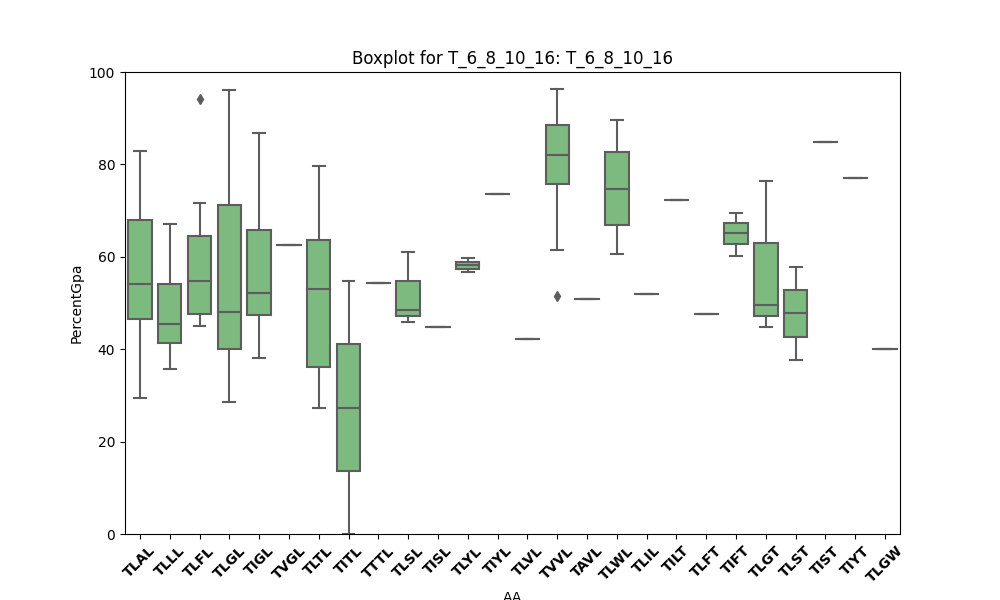 Boxplot for T_6_8_10_16: T_6_8_10_16
100
80
60
40
20
0
PercentGpa
TLAL TLLL TLFL TLGL TIGL TVGL TLTL TITL TTTL TLSL TISL TLYL TIYL TLVL TVVL TAVL TLWL TLIL TILT TLFT TIFT TLGT TLST TIST TIYT TLGW
AA